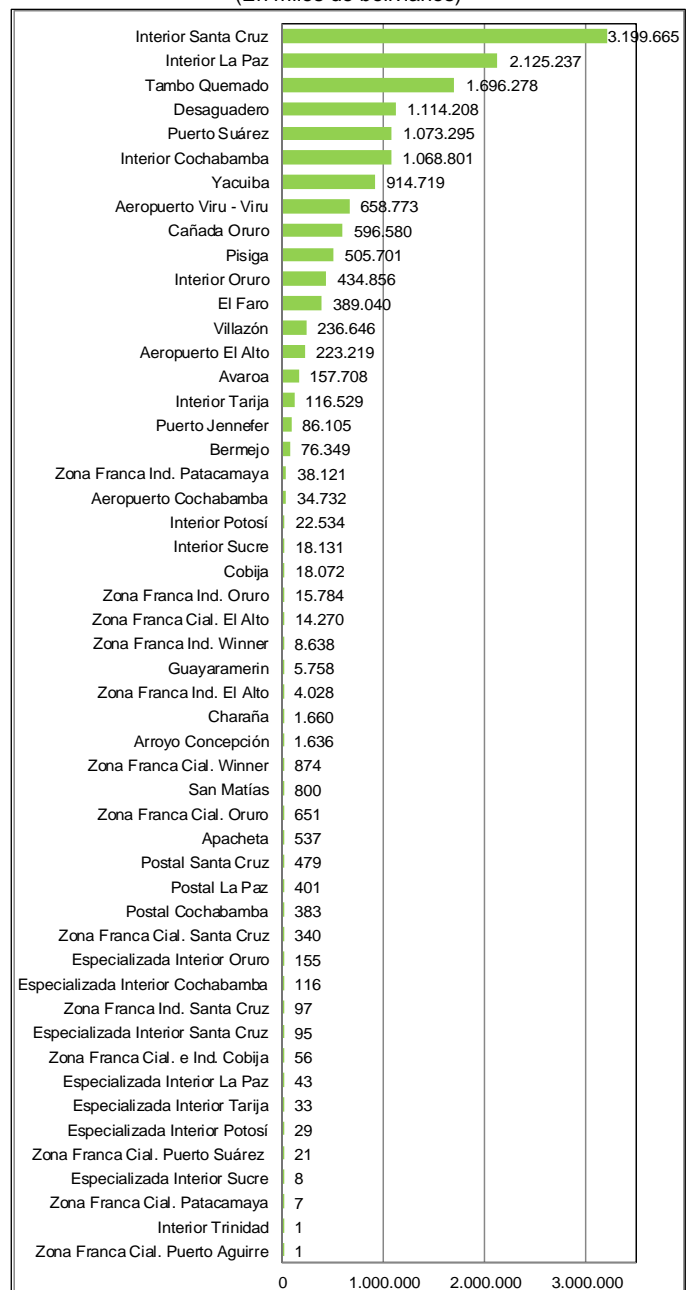 Interior Santa Cruz 3.199.665
Interior La Paz 2.125.237
Tambo Quemado 1.696.278
Desaguadero 1.114.208
Puerto Suárez 1.073.295
Interior Cochabamba 1.068.801
Yacuiba 914.719
Aeropuerto Viru - Viru 658.773
Cañada Oruro 596.580
Pisiga 505.701
Interior Oruro 434.856
El Faro 389.040
Villazón 236.646
Aeropuerto El Alto 223.219
Avaroa 157.708
Interior Tarija 116.529
Puerto Jennefer 86.105
Bermejo 76.349
Zona Franca Ind. Patacamaya 38.121
Aeropuerto Cochabamba 34.732
Interior Potosí 22.534
Interior Sucre 18.131
Cobija 18.072
Zona Franca Ind. Oruro 15.784
Zona Franca Cial. El Alto 14.270
Zona Franca Ind. Winner 8.638
Guayaramerin 5.758
Zona Franca Ind. El Alto 4.028
Charaña 1.660
Arroyo Concepción 1.636
Zona Franca Cial. Winner 874
San Matías 800
Zona Franca Cial. Oruro 651
Apacheta 537
Postal Santa Cruz 479
Postal La Paz 401
Postal Cochabamba 383
Zona Franca Cial. Santa Cruz 340
Especializada Interior Oruro 155
Especializada Interior Cochabamba 116
Zona Franca Ind. Santa Cruz 97
Especializada Interior Santa Cruz 95
Zona Franca Cial. e Ind. Cobija 56
Especializada Interior La Paz 43
Especializada Interior Tarija 33
Especializada Interior Potosí 29
Zona Franca Cial. Puerto Suárez 21
Especializada Interior Sucre 8
Zona Franca Cial. Patacamaya 7
Interior Trinidad 1
Zona Franca Cial. Puerto Aguirre 1
0 1.000.000 2.000.000 3.000.000